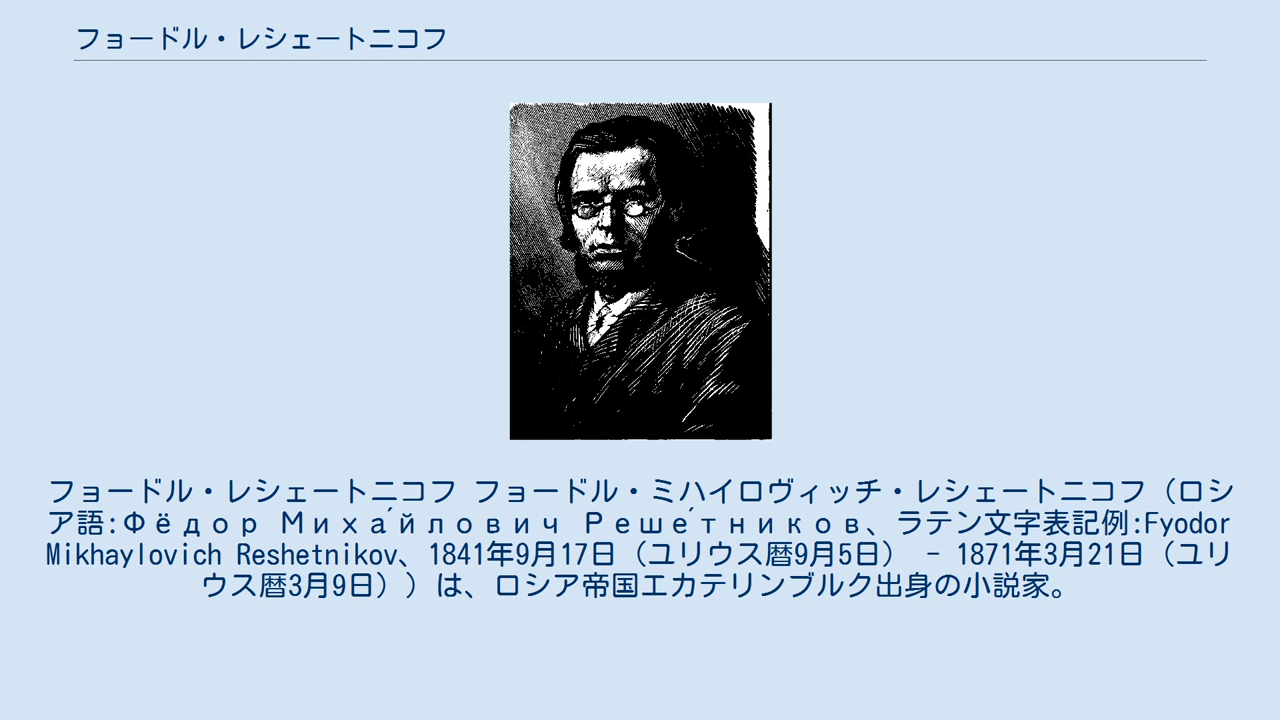 フョードル・レシェートニコフ
フョードル・レシェートニコフ フョードル・ミハイロヴィッチ・レシェートニコフ（ロシ
ア語:Фёдор Миха́йлович Реше́тников、ラテン文字表記例:Fyodor
Mikhaylovich Reshetnikov、1841年9月17日（ユリウス暦9月5日） - 1871年3月21日（ユリ
ウス暦3月9日））は、ロシア帝国エカテリンブルク出身の小説家。